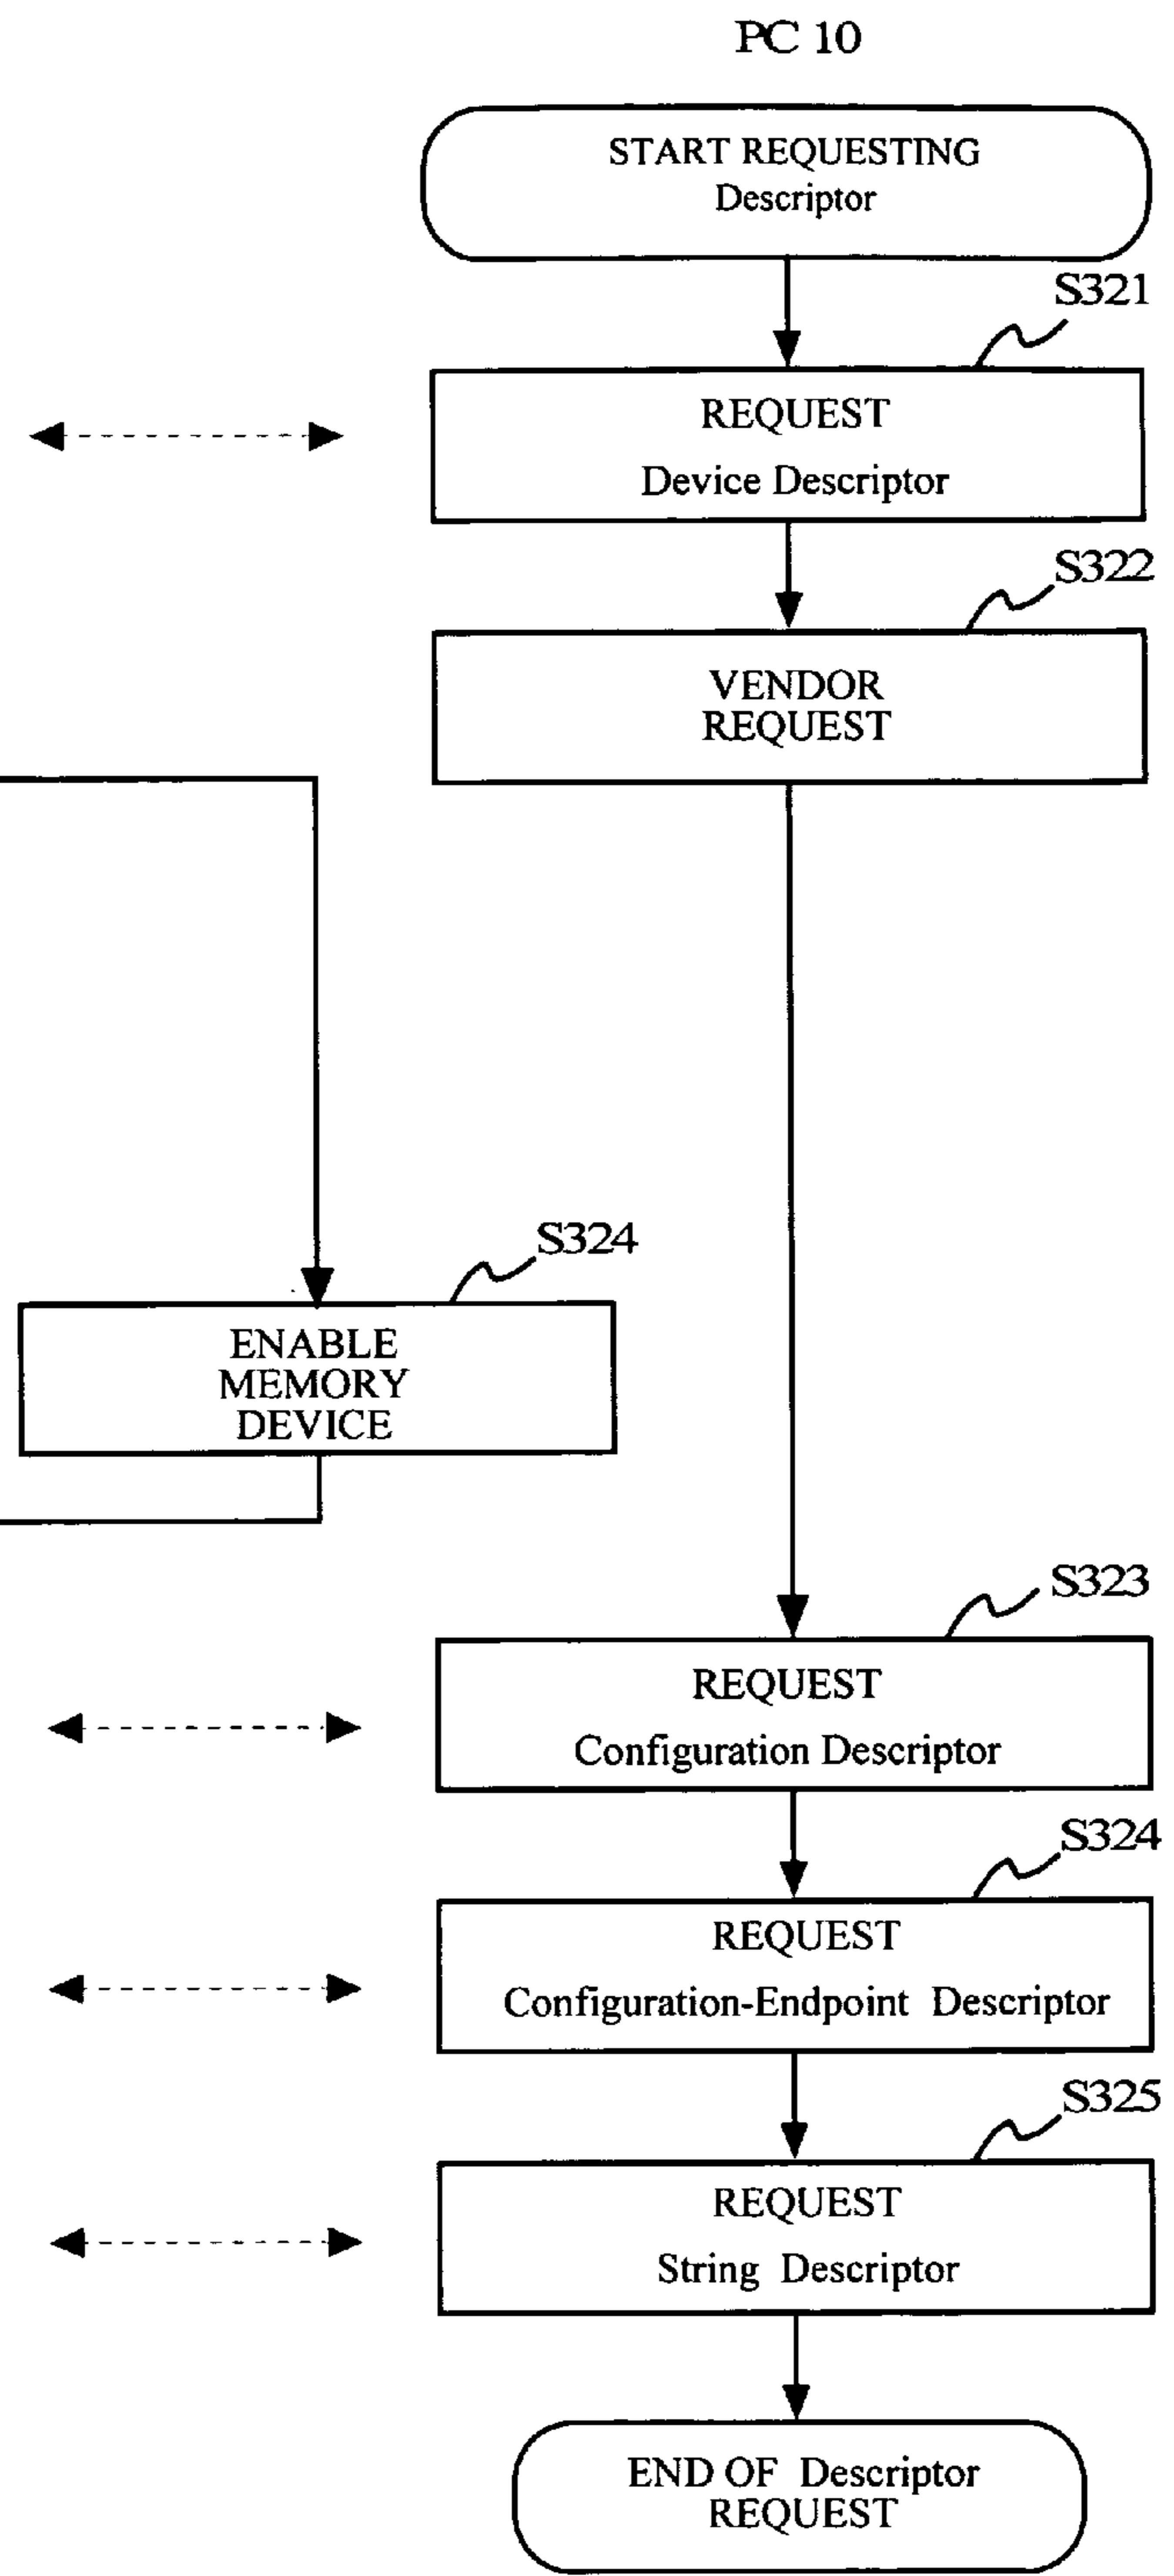 PC 10
START REQUESTING
Descriptor
S321
REQUEST
Device Descriptor
S322
VENDOR
REQUEST
S324
ENABLE
MEMORY
DEVICE
S323
REQUEST
Configuration Descriptor
S324
REQUEST
Configuration-Endpoint Descriptor
S325
REQUEST
String Descriptor
END OF Descriptor
REQUEST